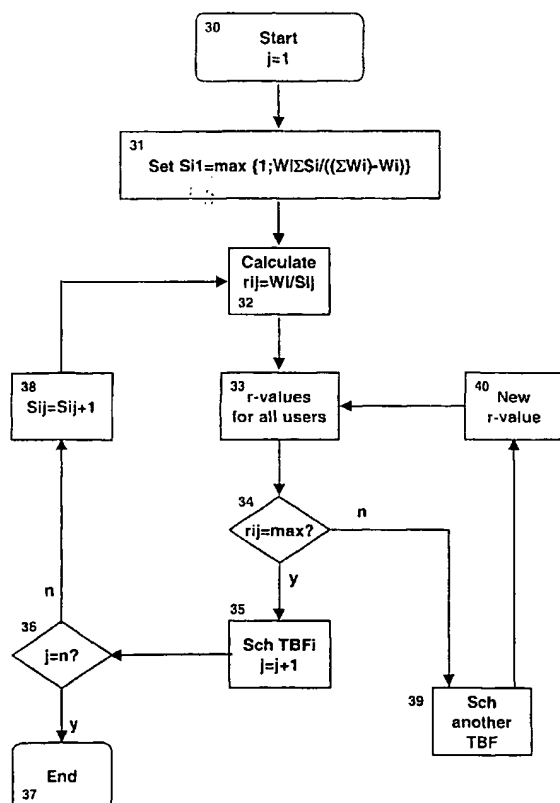 30
Start
j=1
31
Set Si1=max {1;WiΣSi/((ΣWi)-Wi)}
Calculate
rij=Wi/Sij
32
38
Sij=Sij+1
33
r-values
for all users
40
New
r-value
34
rij=max?
n
y
n
36
j=n?
35
Sch TBFi
j=j+1
39
Sch
another
TBF
y
End
37